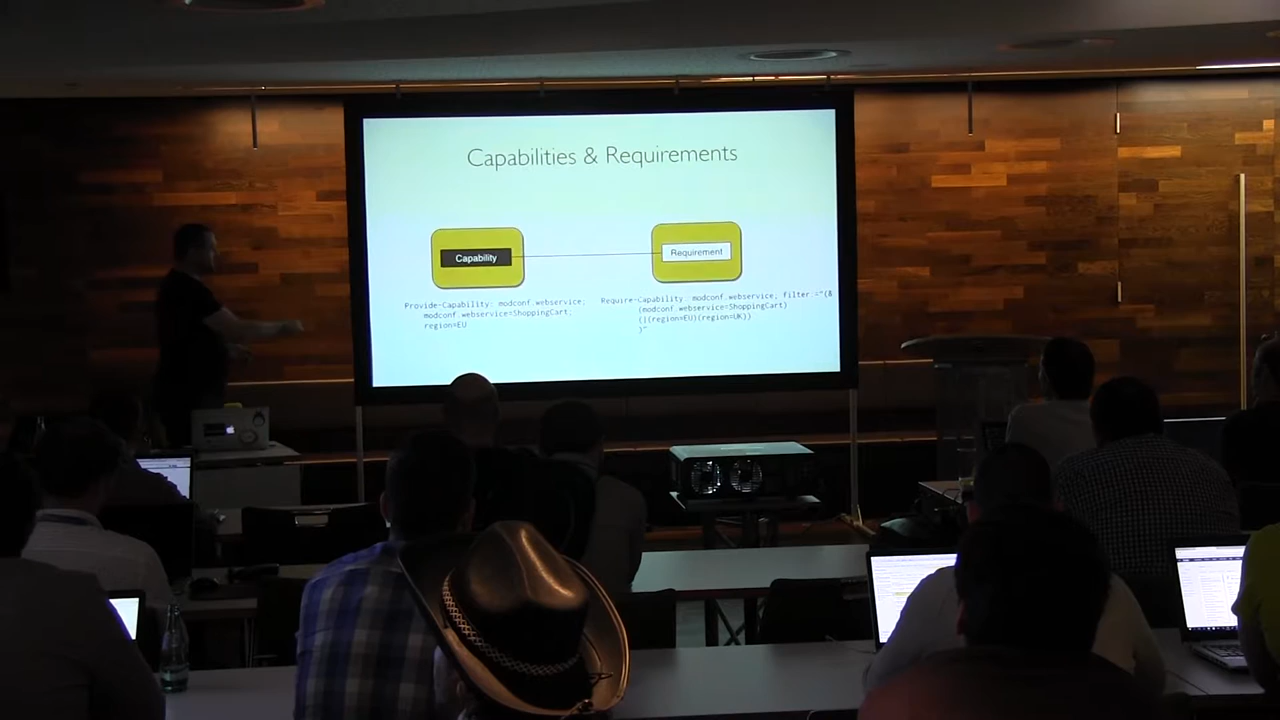 Capabilities & Requirements
Capability
Requirement
Provide-Capability: modconf.webservice;
modconf.webservice=ShoppingCart;
region=EU
Require-Capability: modconf.webservice; Filter:="(&
(modconf.webservice=ShoppingCart)
(|(region=EU)(region=UK))
)"